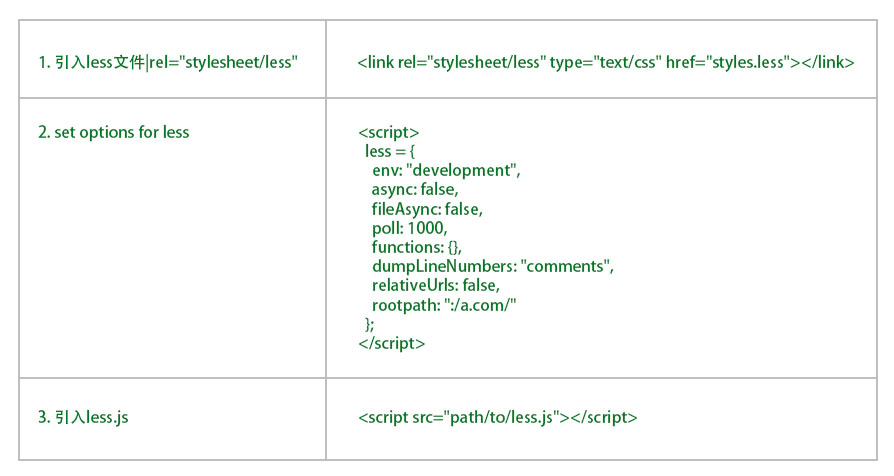 1. 引入less文件|rel="stylesheet/less"
<link rel="stylesheet/less" type="text/css" href="styles.less"></link>
2. set options for less
<script>
less = {
env: "development",
async: false,
fileAsync: false,
poll: 1000,
functions: {},
dumpLineNumbers: "comments",
relativeUrls: false,
rootpath: ":/a.com/"
};
</script>
3. 引入less.js
<script src="path/to/less.js"></script>